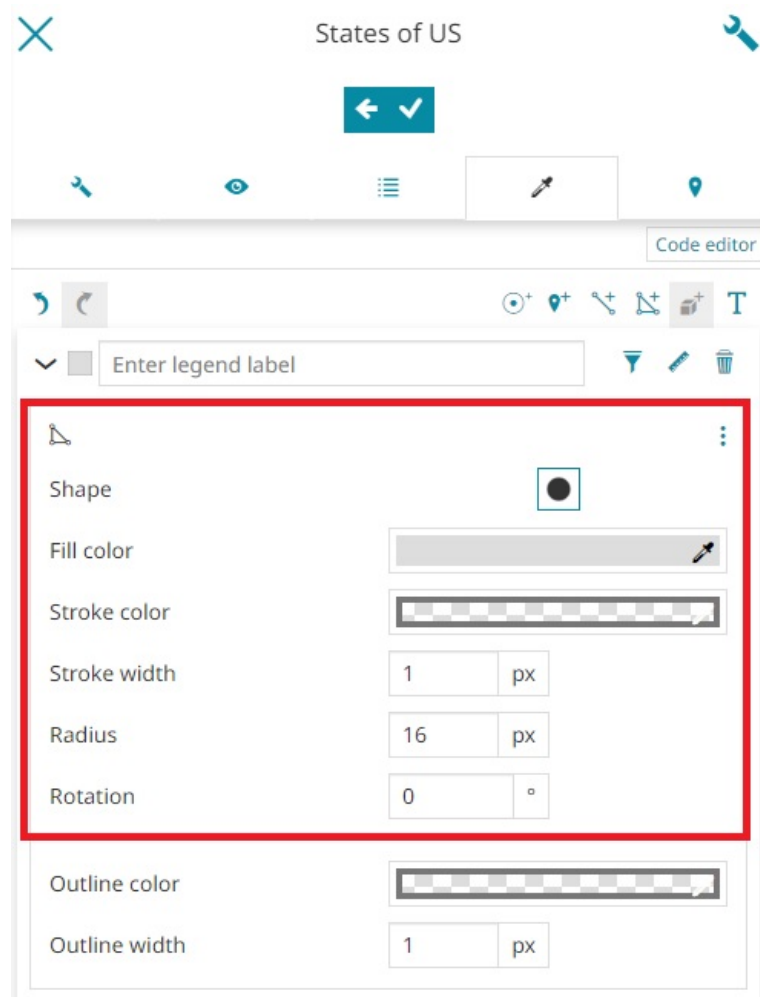 States of US
Code editor
T
Enter legend label
Shape
Fill color
Stroke color
Stroke width 1 px
Radius 16 px
Rotation 0 °
Outline color
Outline width 1 px